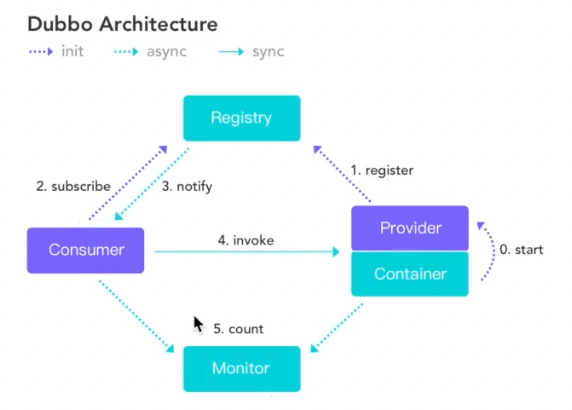 Dubbo Architecture
init async sync
Registry
1. register
2. subscribe 3. notify
Provider
4. invoke
Consumer
0. start
Container
5. count
Monitor